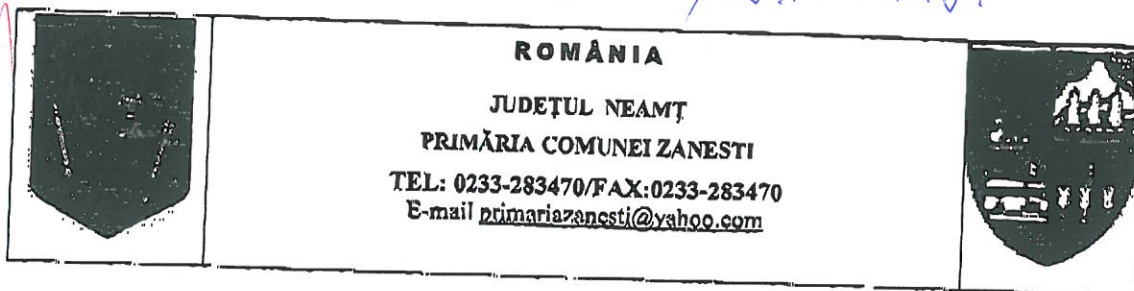 ROMÂNIA
JUDEȚUL NEAMȚ
PRIMĂRIA COMUNEI ZANESTI
TEL: 0233-283470/FAX:0233-283470
E-mail primariazanesti@yahoo.com